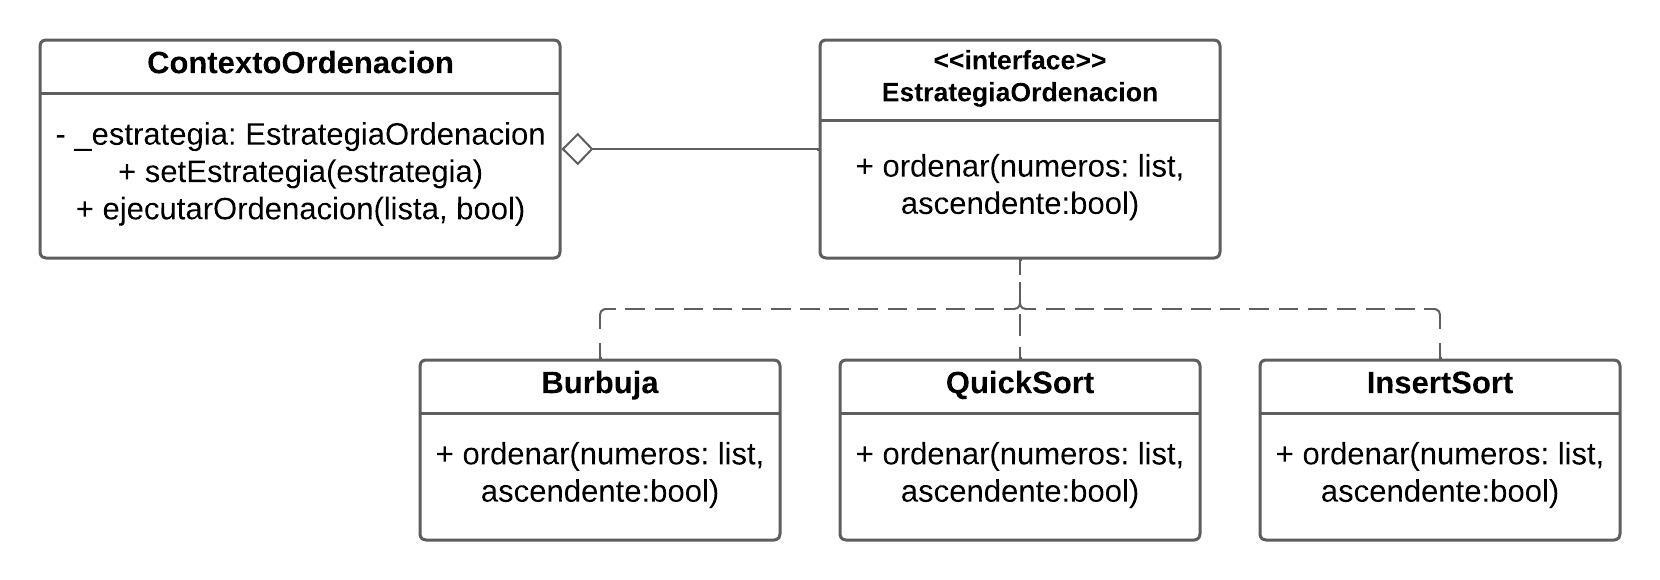 ContextoOrdenacion
- _estrategia: EstrategiaOrdenacion
+ setEstrategia(estrategia)
+ ejecutarOrdenacion(lista, bool)
<<interface>>
EstrategiaOrdenacion
+ ordenar(numeros: list,
ascendente:bool)
Burbuja
+ ordenar(numeros: list,
ascendente:bool)
QuickSort
+ ordenar(numeros: list,
ascendente:bool)
InsertSort
+ ordenar(numeros: list,
ascendente:bool)